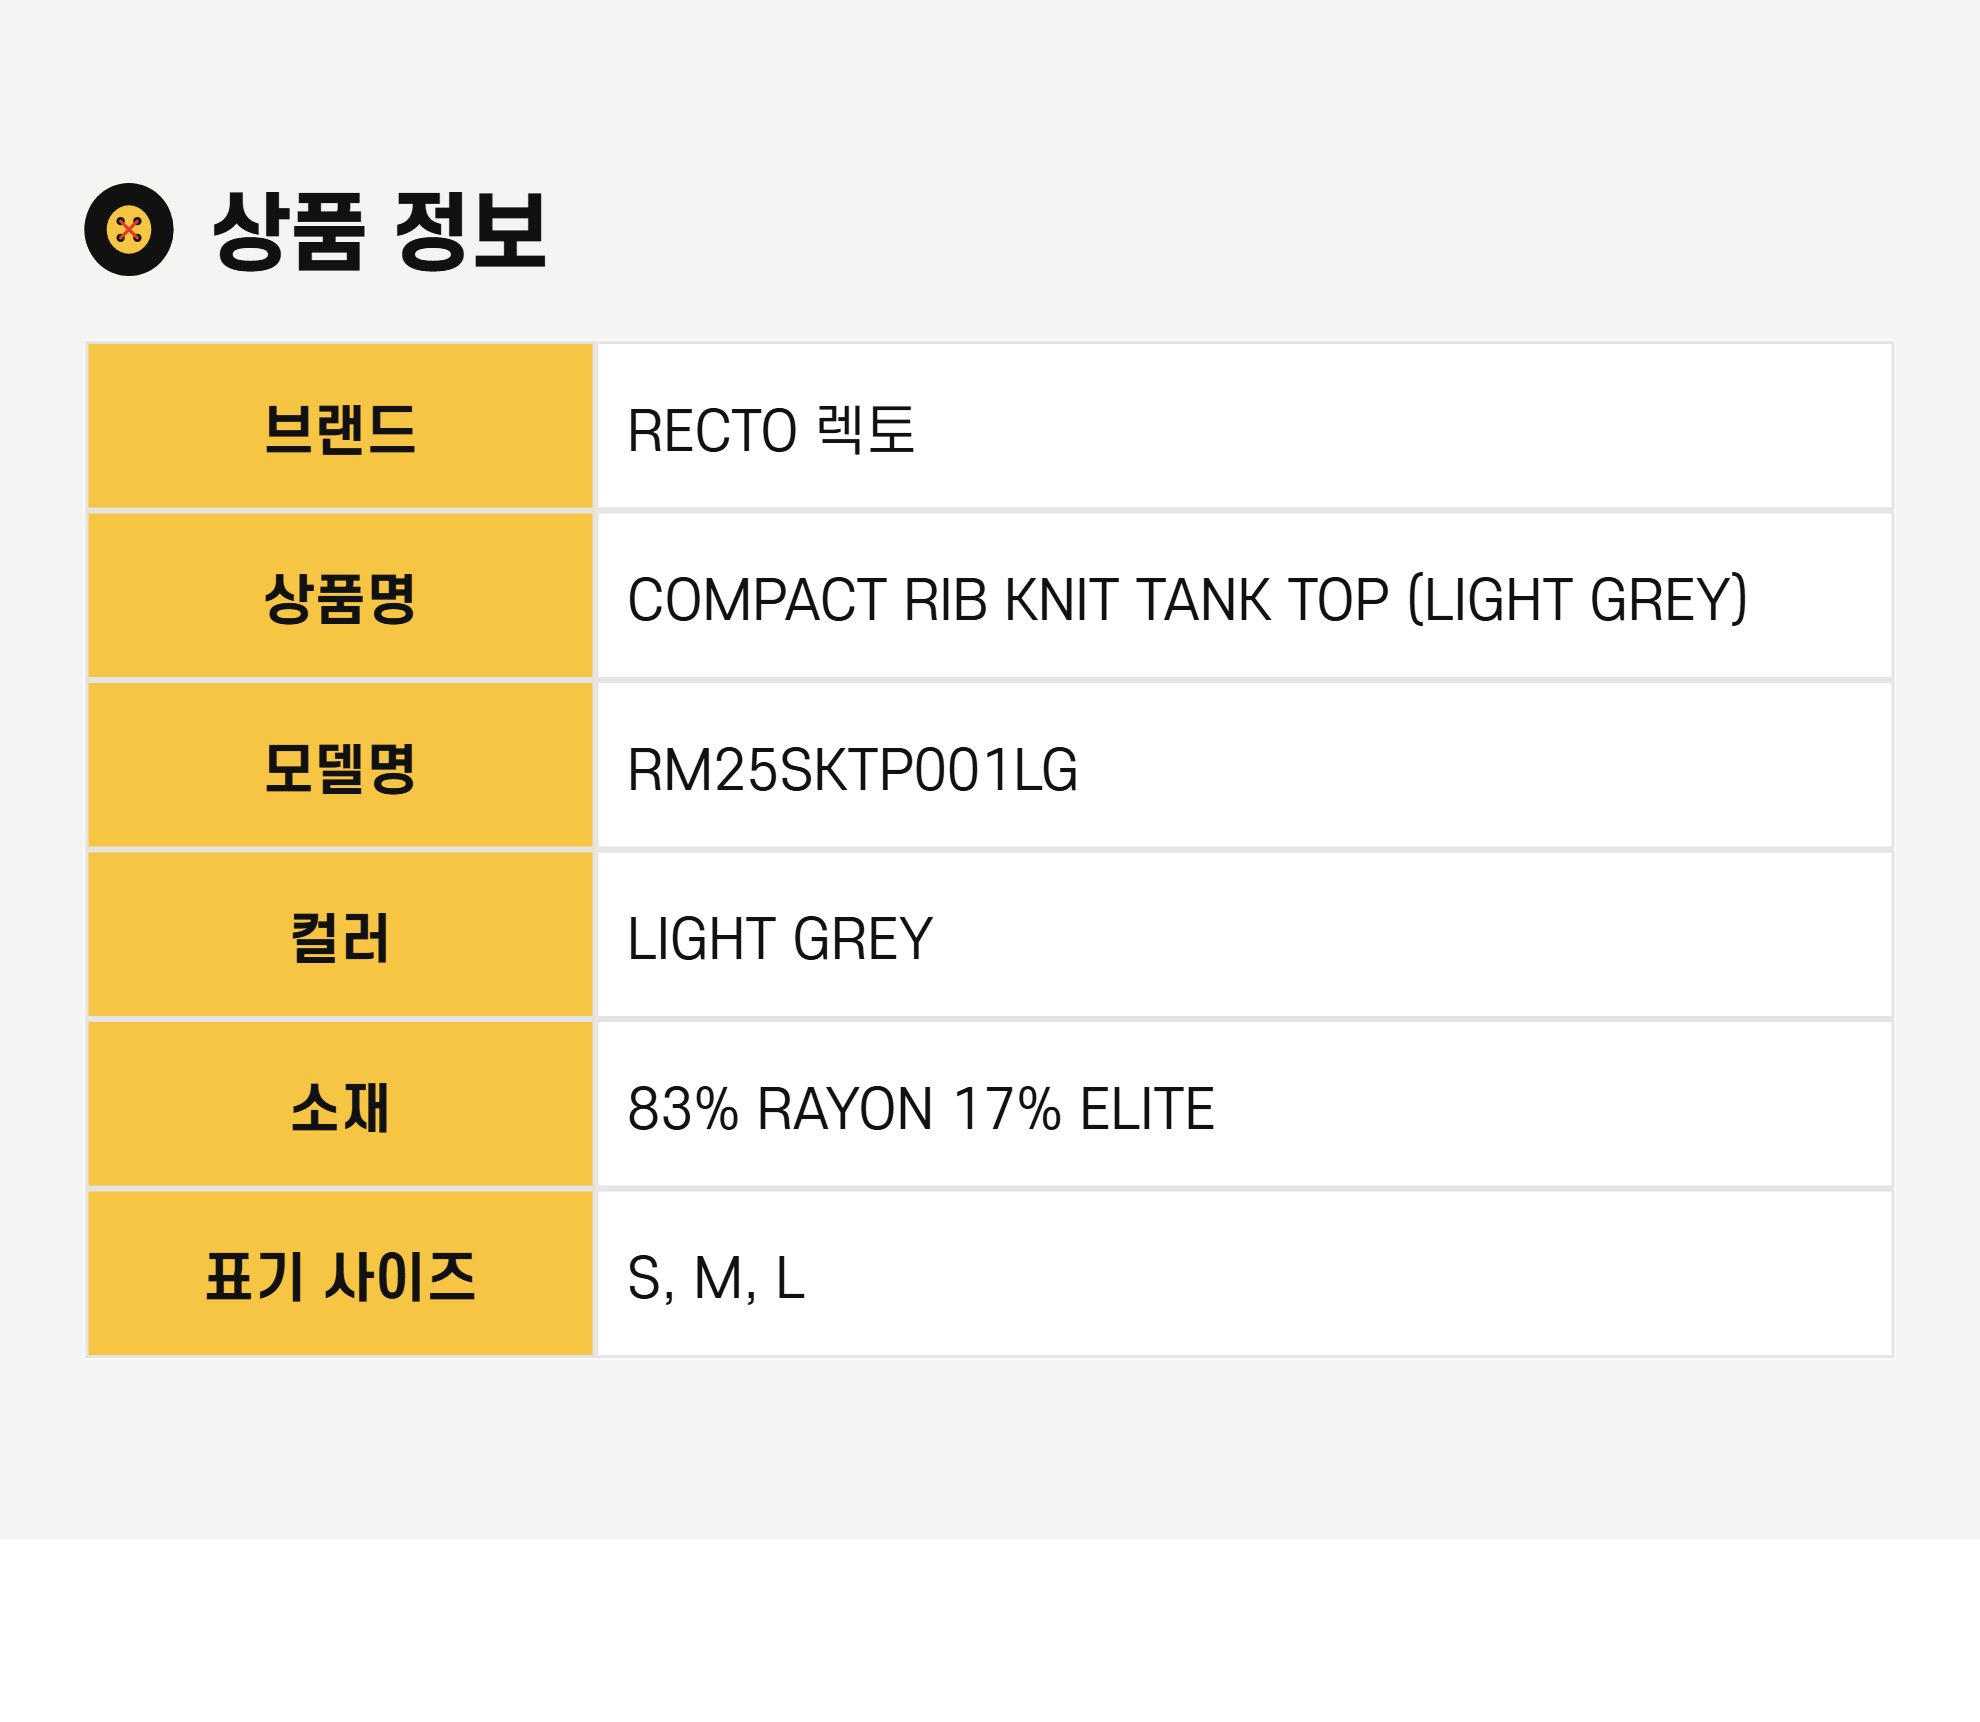 상품 정보
브랜드 RECTO 렉토
상품명 COMPACT RIB KNIT TANK TOP (LIGHT GREY)
모델명 RM25SKTP001LG
컬러 LIGHT GREY
소재 83% RAYON 17% ELITE
표기 사이즈 S, M, L